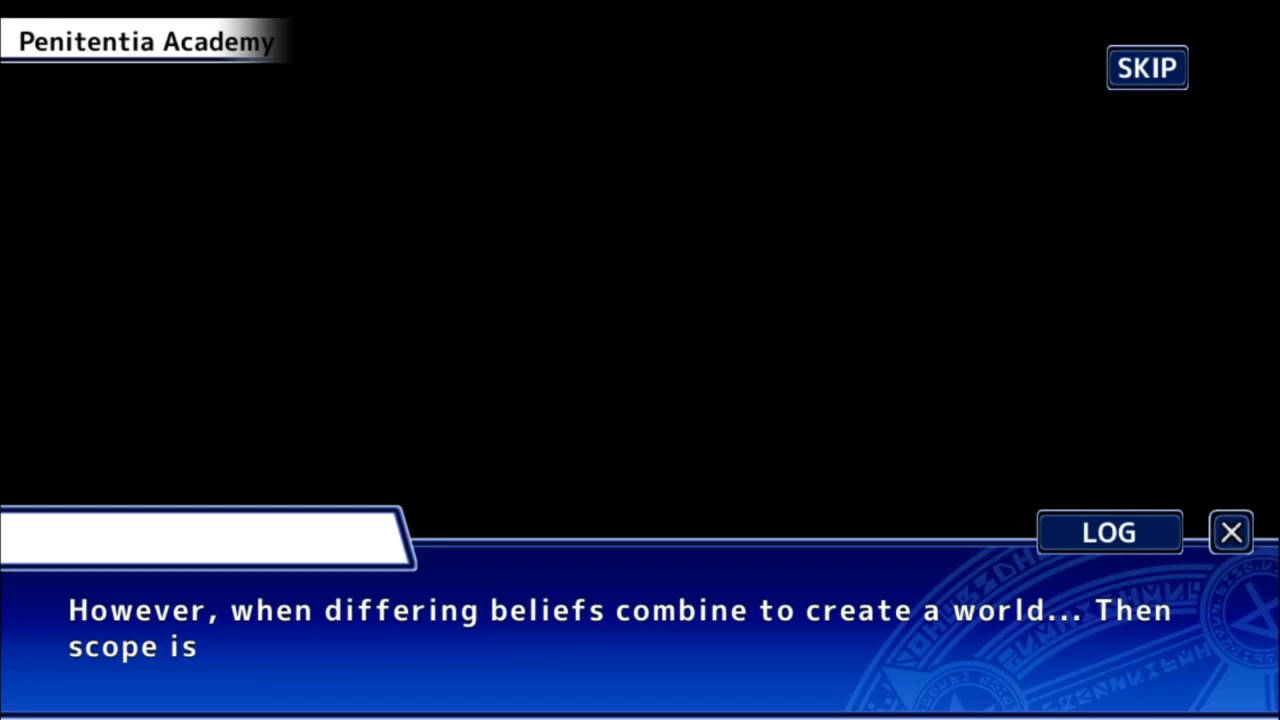 Penitentia Academy
SKIP
LOG
However, when differing beliefs combine to create a world... Then
scope is